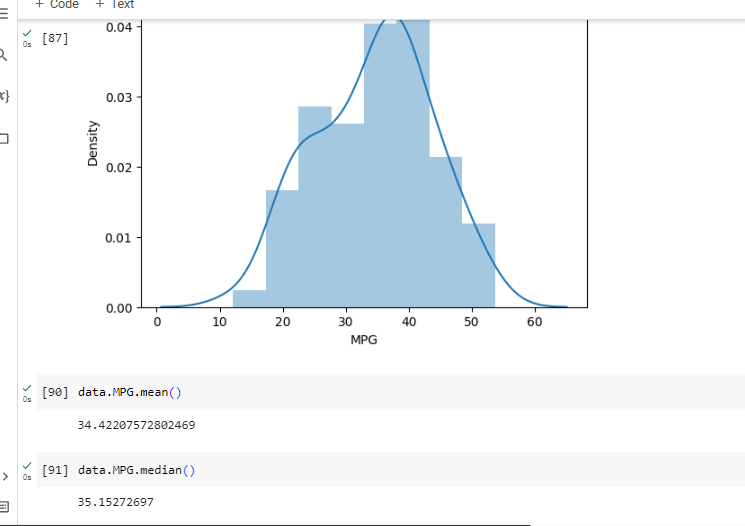 + Code + Text
[87]
0s
0.04
0.03
0.02
0.01
0.00
Density
0 10 20 30 40 50 60
MPG
[90] data.MPG.mean()
0s
34.42207572802469
[91] data.MPG.median()
0s
35.15272697